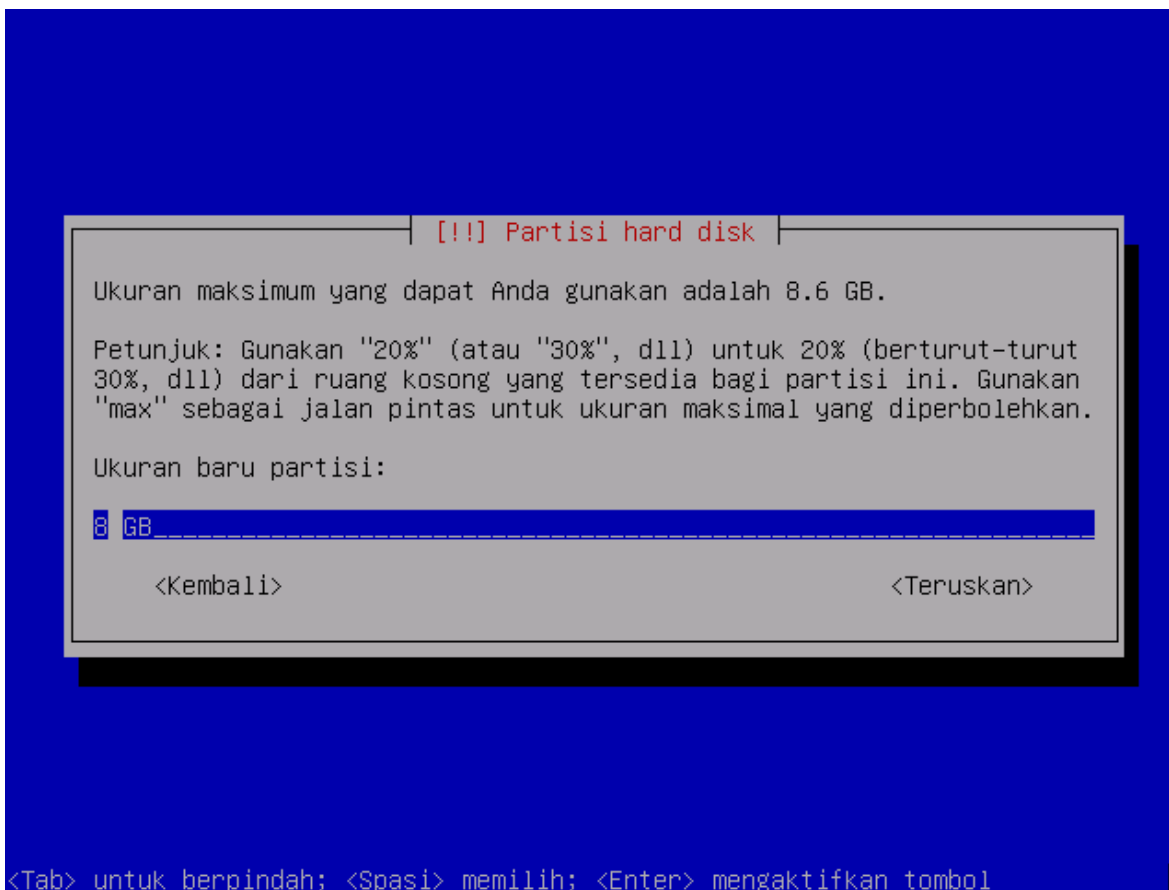 [!!] Partisi hard disk
Ukuran maksimum yang dapat Anda gunakan adalah 8.6 GB.
Petunjuk: Gunakan "20%" (atau "30%", dll) untuk 20% (berturut-turut
30%, dll) dari ruang kosong yang tersedia bagi partisi ini. Gunakan
"max" sebagai jalan pintas untuk ukuran maksimal yang diperbolehkan.
Ukuran baru partisi:
8 GB
<Kembali> <Teruskan>
<Tab> untuk berpindah; <Spasi> memilih; <Enter> mengaktifkan tombol